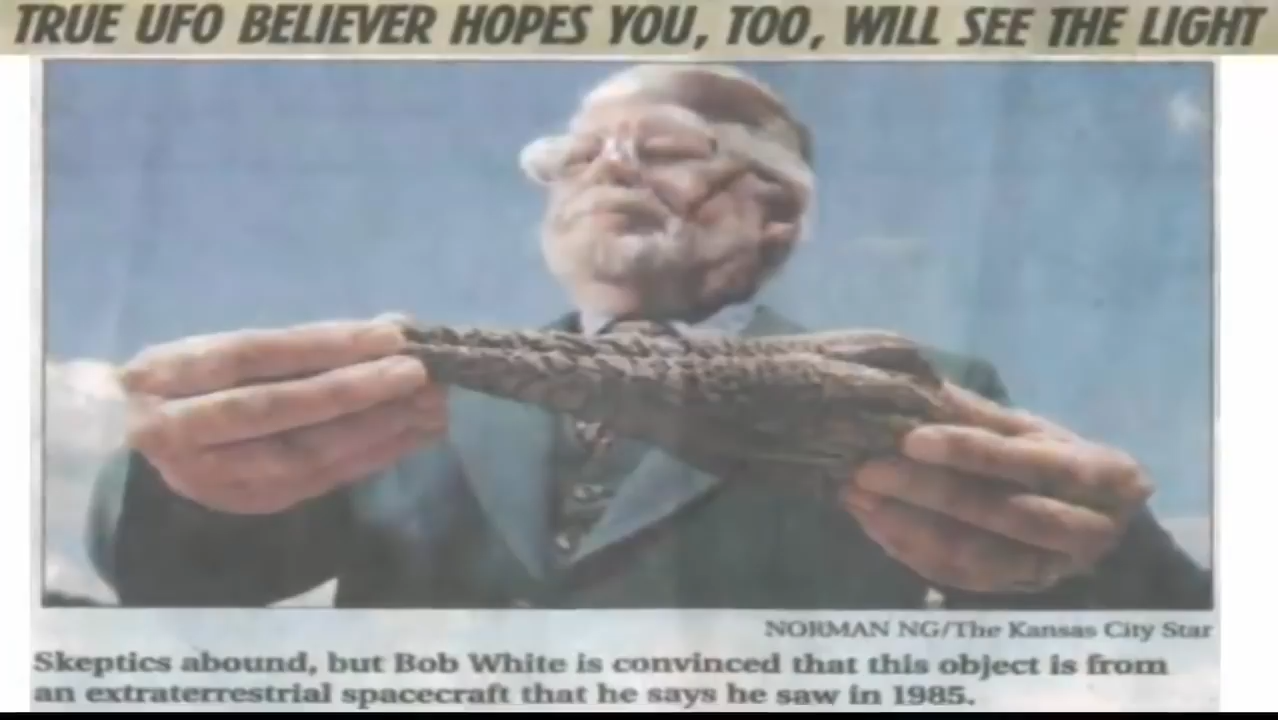 TRUE UFO BELIEVER HOPES YOU, TOO, WILL SEE THE LIGHT
NORMAN NG/The Kansas City Star
Skeptics abound, but Bob White is convinced that this object is from
an extraterrestrial spacecraft that he says he saw in 1985.